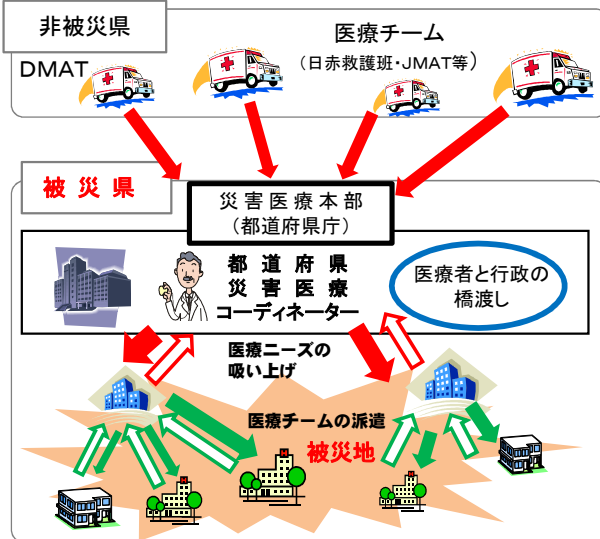 非被災県
医療チーム
DMAT
（日赤救護班・JMAT等）
被災県
災害医療本部
（都道府県庁）
都道府県
災害医療
コーディネーター
医療者と行政の
橋渡し
医療ニーズの
吸い上げ
医療チームの派遣
被災地